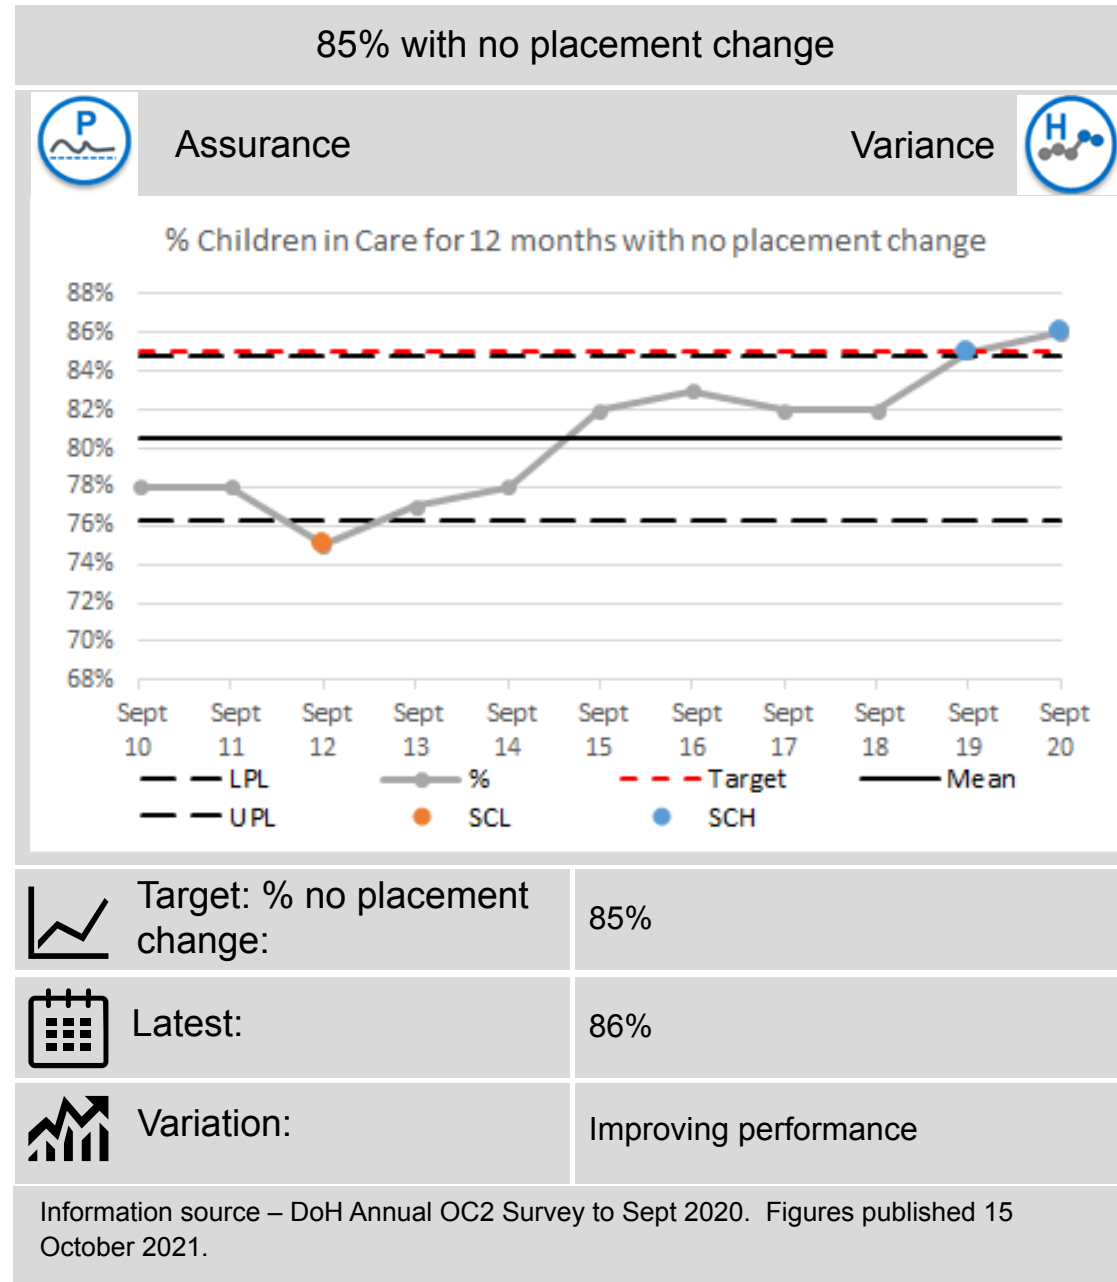 85% with no placement change
P
Assurance
Variance
H
% Children in Care for 12 months with no placement change
88%
86%
84%
82%
80%
78%
76%
74%
72%
70%
68%
Sept Sept Sept Sept Sept Sept Sept Sept Sept Sept Sept
10 11 12 13 14 15 16 17 18 19 20
LPL % Target Mean
UPL SCL SCH
Target: % no placement
change:
85%
Latest:
86%
Variation:
Improving performance
Information source – DoH Annual OC2 Survey to Sept 2020. Figures published 15
October 2021.